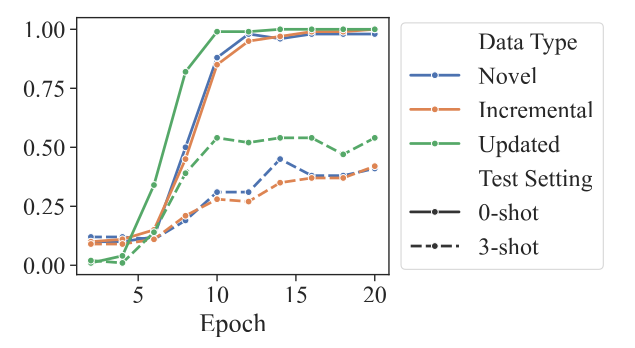 1.00
0.75
0.50
0.25
0.00
5
10
15
20
Epoch
Data Type
Novel
Incremental
Updated
Test Setting
0-shot
3-shot